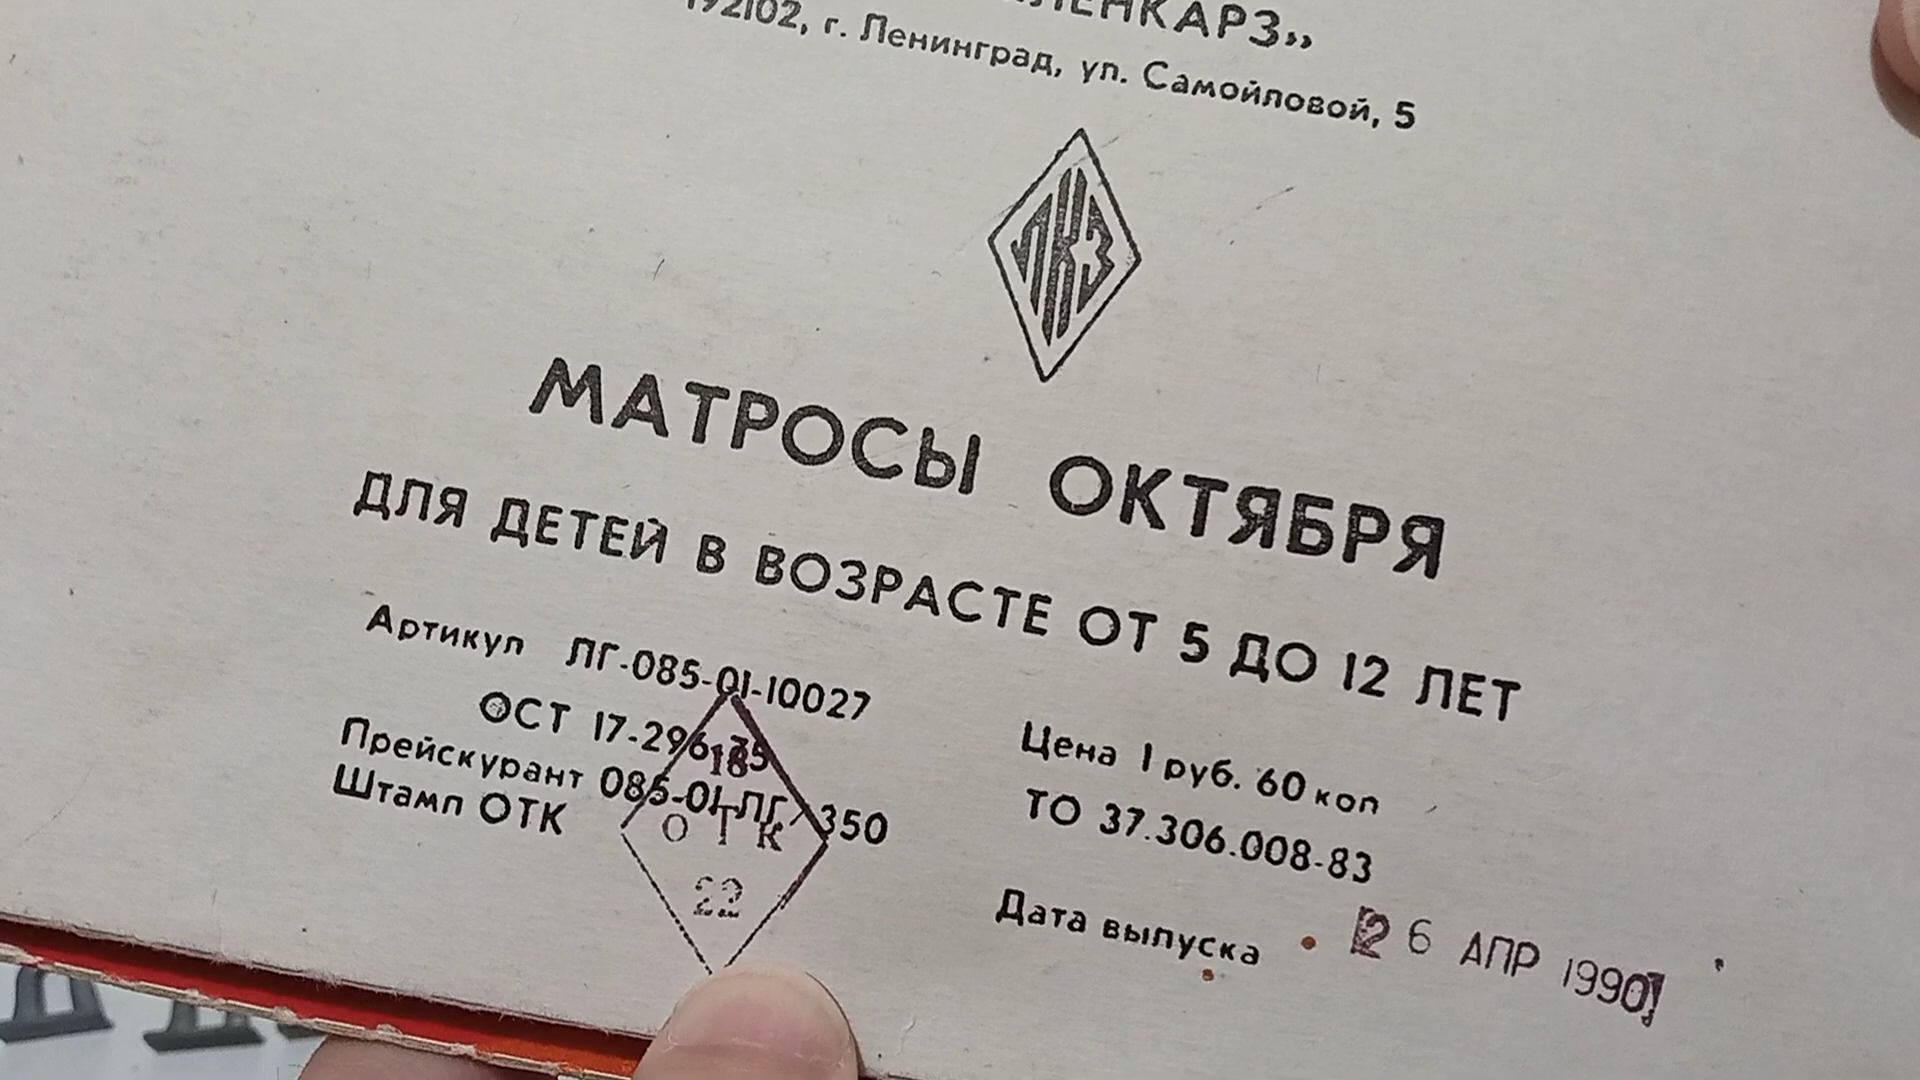 ЛЕНКАРЗ»
192102, г. Ленинград, ул. Самойловой, 5
ЛКЗ
МАТРОСЫ ОКТЯБРЯ
ДЛЯ ДЕТЕЙ В ВОЗРАСТЕ ОТ 5 ДО 12 ЛЕТ
Артикул ЛГ-085-01-10027
ОСТ 17-296-75
Прейскурант 085-01-ЛГ/350
Штамп ОТК
18
О Т К
22
Цена 1 руб. 60 коп
ТО 37.306.008-83
Дата выпуска 26 АПР 1990